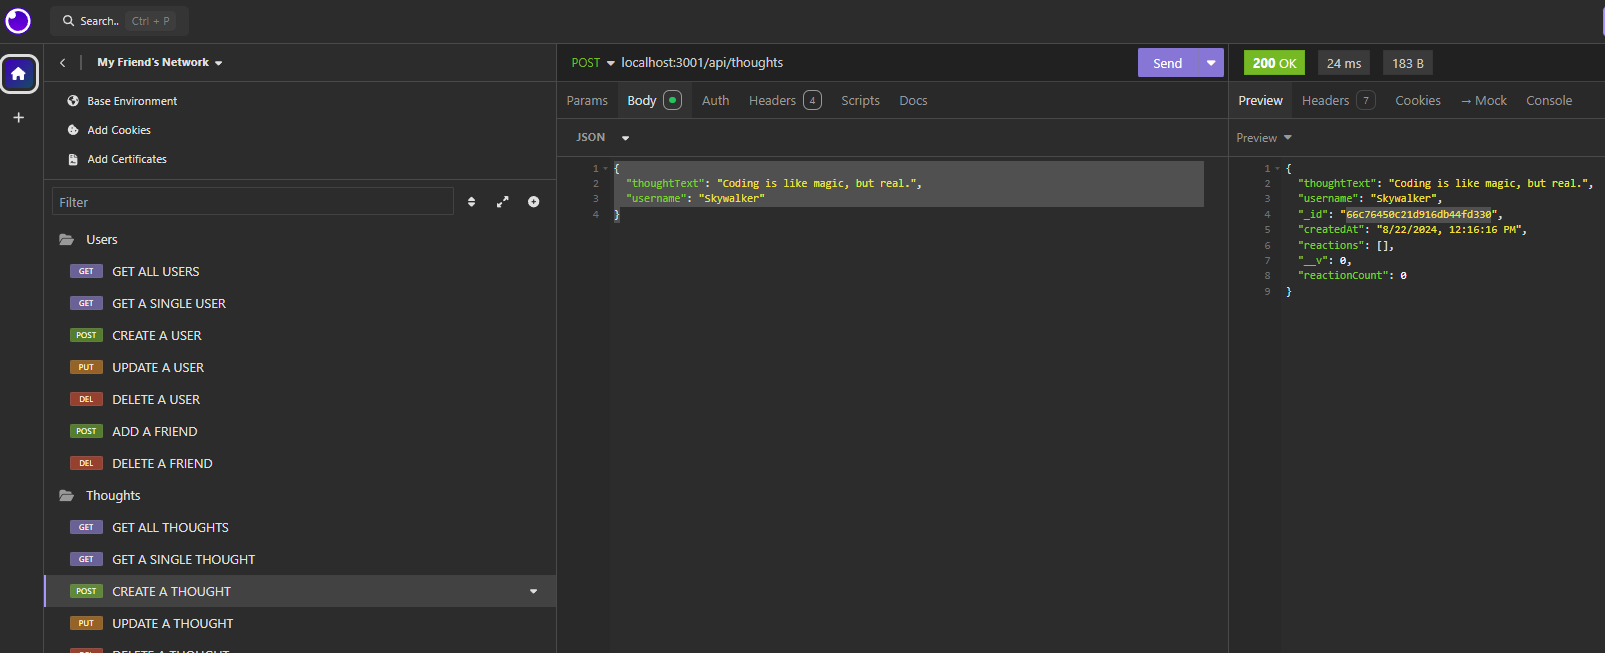 Search.. Ctrl + P
My Friend's Network
Base Environment
Add Cookies
Add Certificates
Filter
Users
GET GET ALL USERS
GET GET A SINGLE USER
POST CREATE A USER
PUT UPDATE A USER
DEL DELETE A USER
POST ADD A FRIEND
DEL DELETE A FRIEND
Thoughts
GET GET ALL THOUGHTS
GET GET A SINGLE THOUGHT
POST CREATE A THOUGHT
PUT UPDATE A THOUGHT
DEL DELETE A THOUGHT
POST localhost:3001/api/thoughts Send
Params Body Auth Headers 4 Scripts Docs
JSON
1 {
2 "thoughtText": "Coding is like magic, but real.",
3 "username": "Skywalker"
4 }
200 OK 24 ms 183 B
Preview Headers 7 Cookies → Mock Console
Preview
1 {
2 "thoughtText": "Coding is like magic, but real.",
3 "username": "Skywalker",
4 "_id": "66c76450c21d916db44fd330",
5 "createdAt": "8/22/2024, 12:16:16 PM",
6 "reactions": [],
7 "__v": 0,
8 "reactionCount": 0
9 }